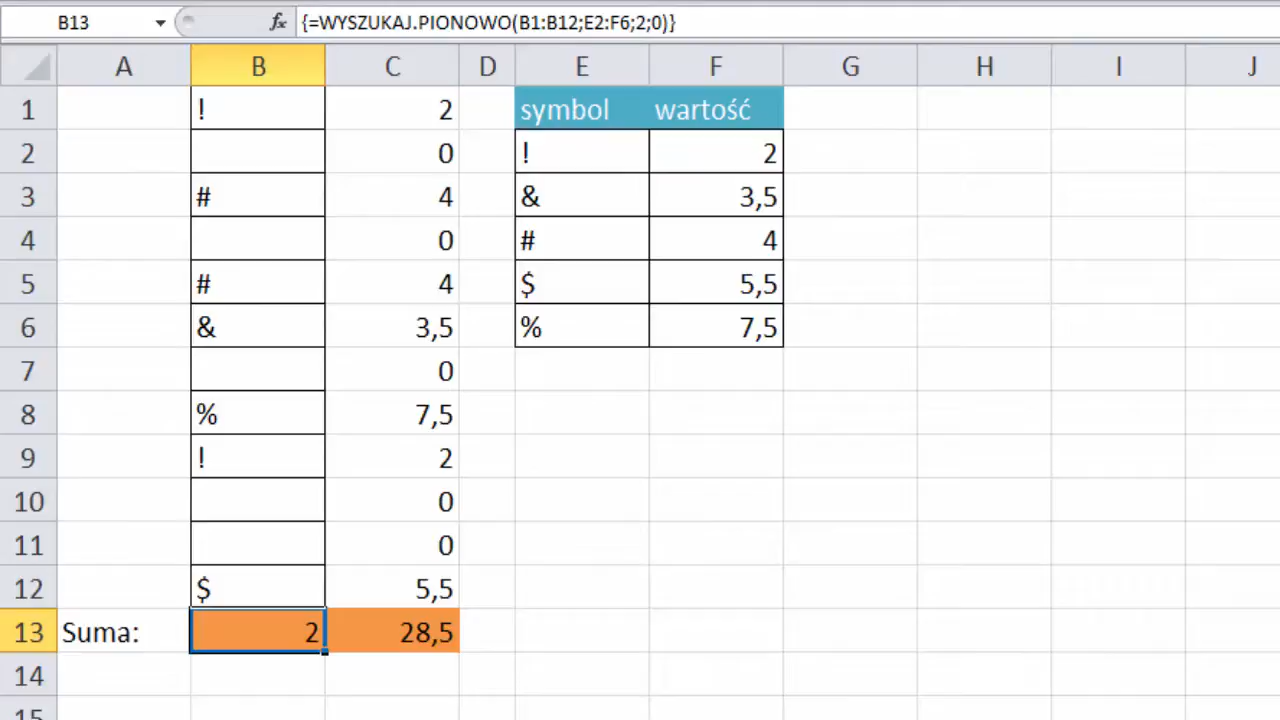 B13 fx {=WYSZUKAJ.PIONOWO(B1:B12;E2:F6;2;0)}
A B C D E F G H I J
1 ! 2 symbol wartość
2 0 ! 2
3 # 4 & 3,5
4 0 # 4
5 # 4 $ 5,5
6 & 3,5 % 7,5
7 0
8 % 7,5
9 ! 2
10 0
11 0
12 $ 5,5
13 Suma: 2 28,5
14
15